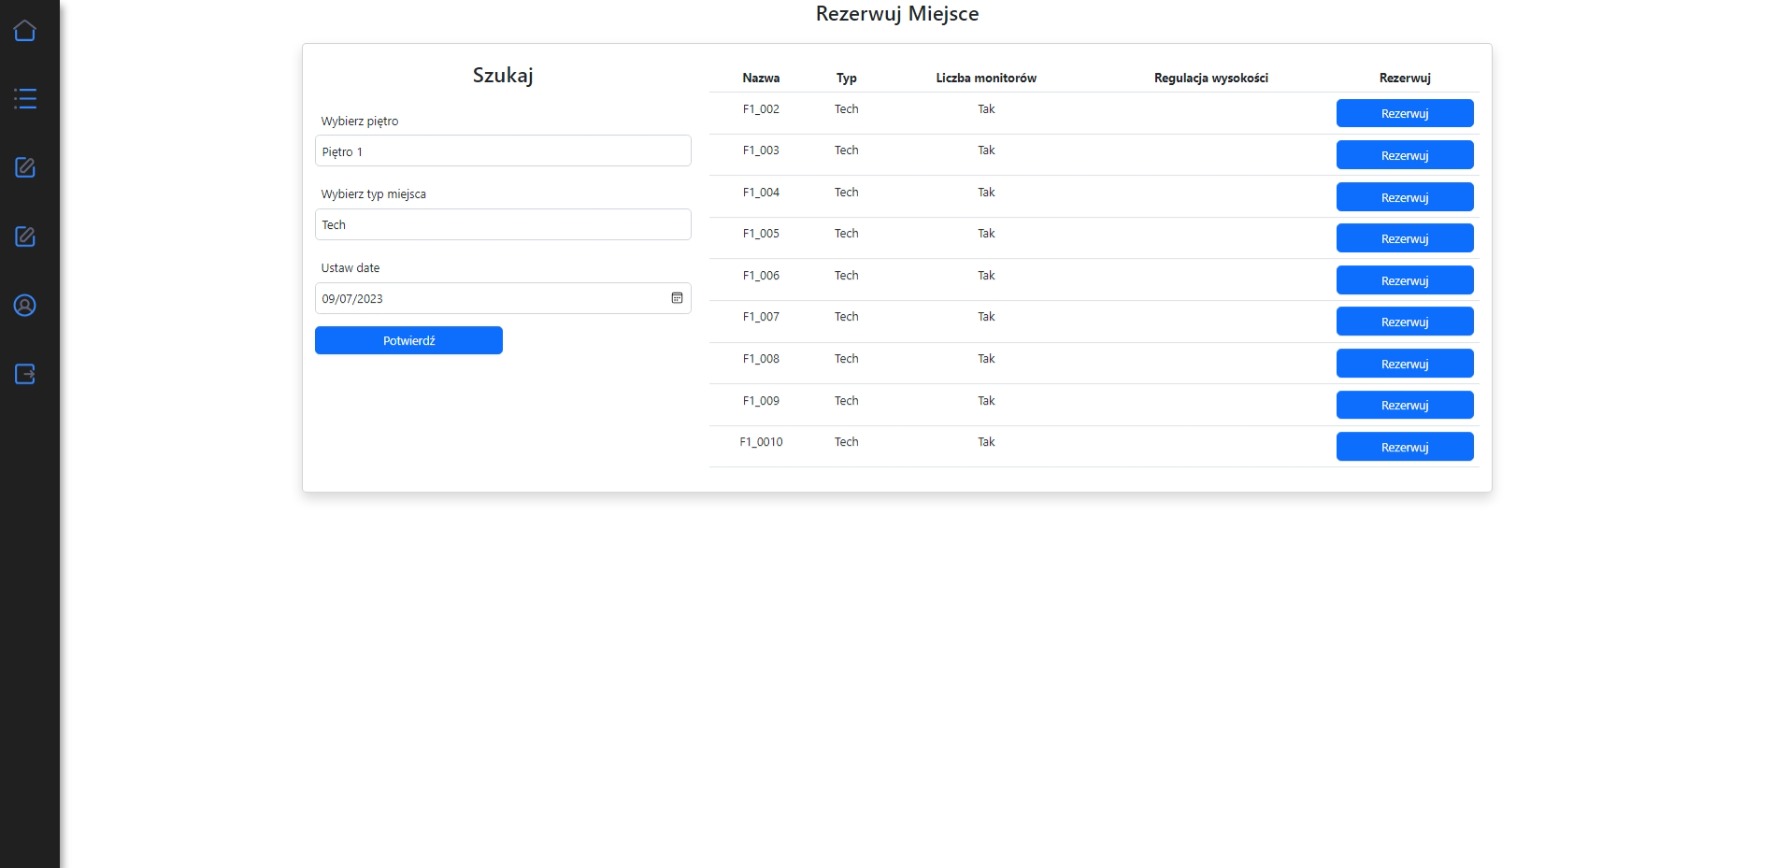 Rezerwuj Miejsce
Szukaj
Wybierz piętro
Piętro 1
Wybierz typ miejsca
Tech
Ustaw date
09/07/2023
Potwierdź
Nazwa Typ Liczba monitorów Regulacja wysokości Rezerwuj
F1_002 Tech Tak Rezerwuj
F1_003 Tech Tak Rezerwuj
F1_004 Tech Tak Rezerwuj
F1_005 Tech Tak Rezerwuj
F1_006 Tech Tak Rezerwuj
F1_007 Tech Tak Rezerwuj
F1_008 Tech Tak Rezerwuj
F1_009 Tech Tak Rezerwuj
F1_0010 Tech Tak Rezerwuj